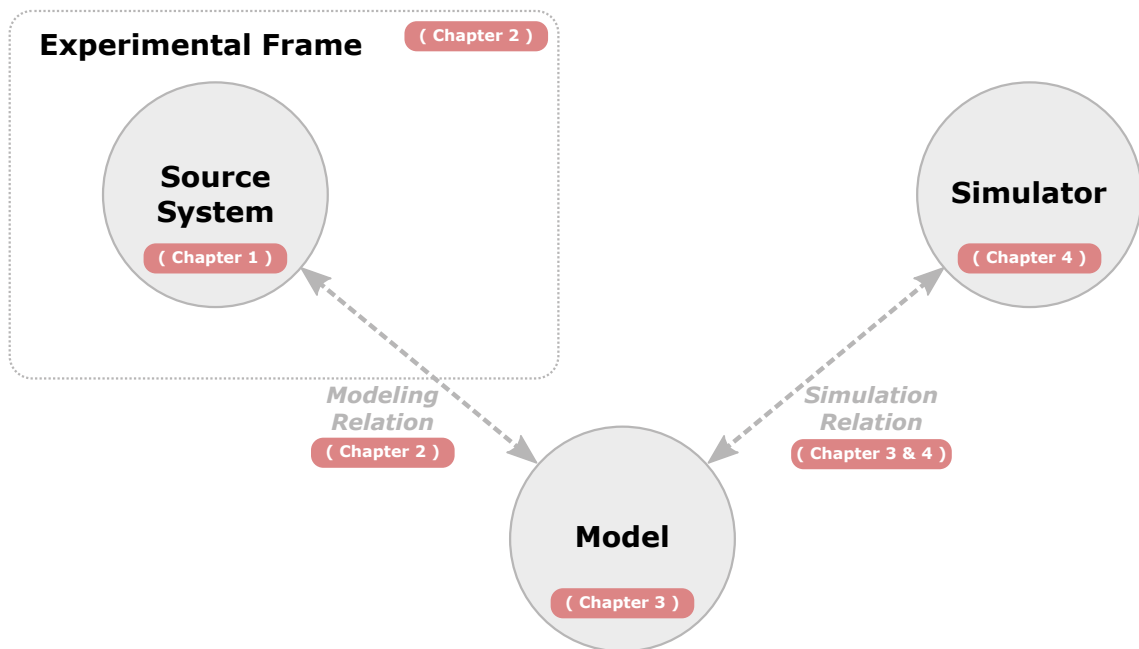 Experimental Frame
( Chapter 2 )
Source
System
( Chapter 1 )
Simulator
( Chapter 4 )
Modeling
Relation
( Chapter 2 )
Simulation
Relation
( Chapter 3 & 4 )
Model
( Chapter 3 )